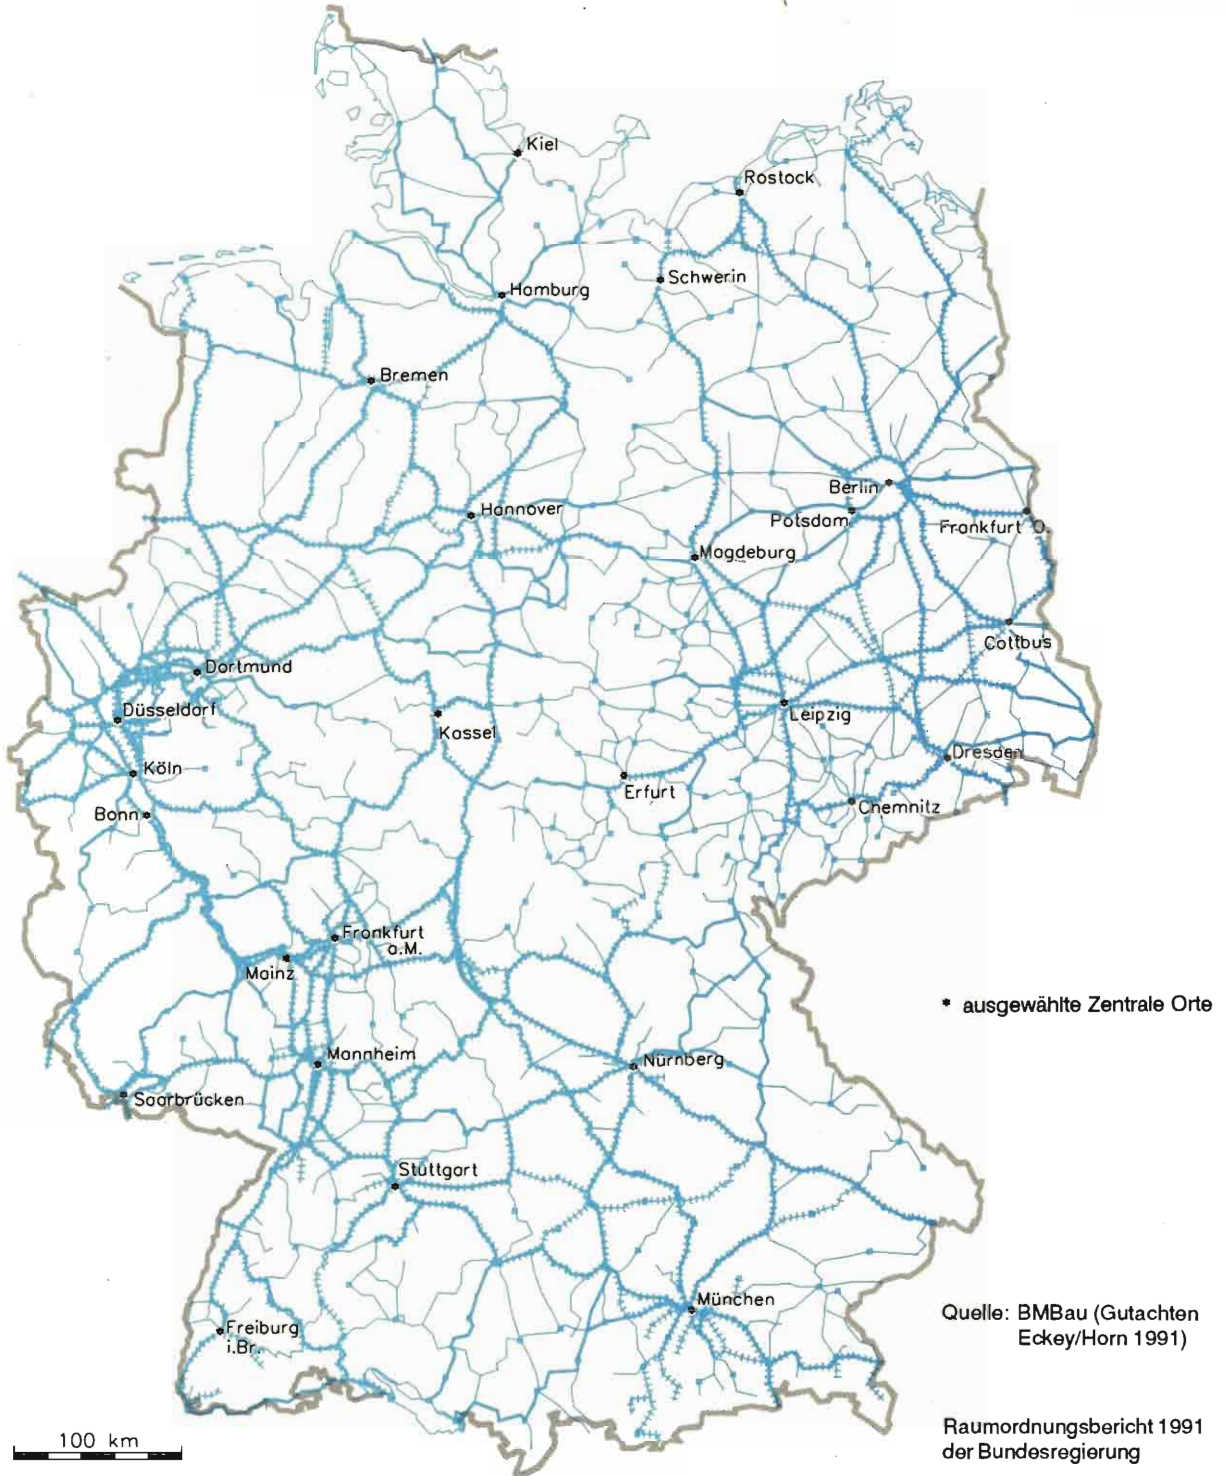 Kiel
Rostock
Schwerin
Hamburg
Bremen
Berlin
Hannover
Potsdam
Frankfurt O.
Magdeburg
Cottbus
Dortmund
Düsseldorf
Leipzig
Kassel
Dresden
Köln
Erfurt
Chemnitz
Bonn
Frankfurt
a.M.
Mainz
* ausgewählte Zentrale Orte
Mannheim
Nürnberg
Saarbrücken
Stuttgart
München
Quelle: BMBau (Gutachten
Eckey/Horn 1991)
Freiburg
i.Br.
Raumordnungsbericht 1991
der Bundesregierung
100 km